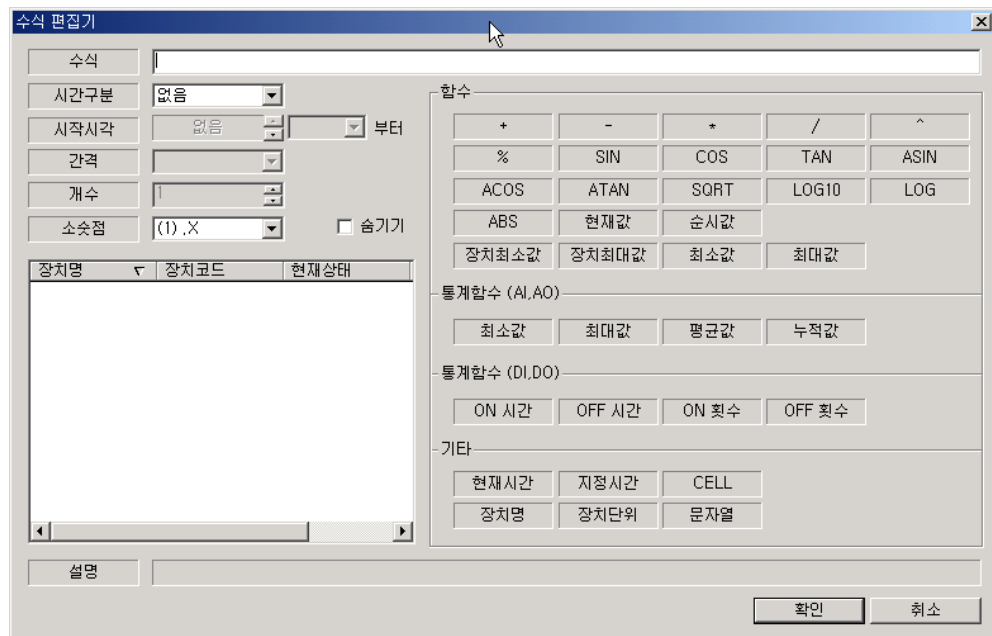 수식 편집기
수식
시간구분 없음
시작시각 없음 부터
간격
개수 1
소숫점 (1) ,X 숨기기
장치명 장치코드 현재상태
함수
+ - * / ^
% SIN COS TAN ASIN
ACOS ATAN SQRT LOG10 LOG
ABS 현재값 순시값
장치최소값 장치최대값 최소값 최대값
통계함수 (AI,AO)
최소값 최대값 평균값 누적값
통계함수 (DI,DO)
ON 시간 OFF 시간 ON 횟수 OFF 횟수
기타
현재시간 지정시간 CELL
장치명 장치단위 문자열
설명
확인 취소